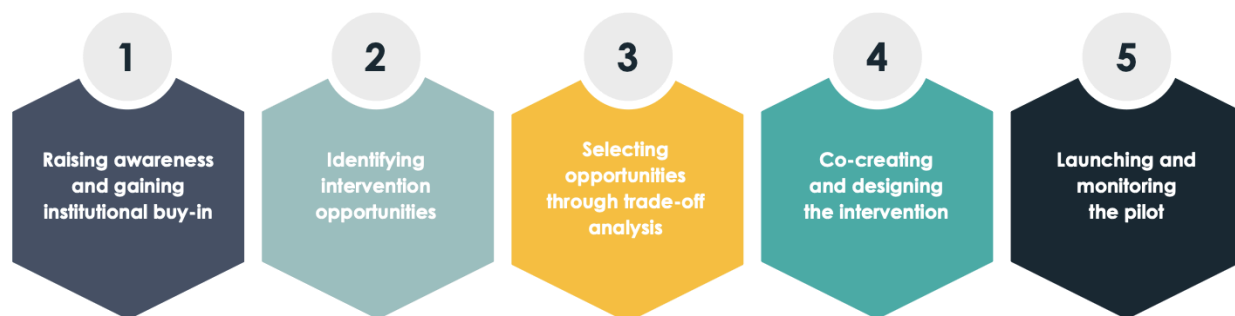 1
Raising awareness
and gaining
institutional buy-in
2
Identifying
intervention
opportunities
3
Selecting
opportunities
through trade-off
analysis
4
Co-creating
and designing
the intervention
5
Launching and
monitoring
the pilot